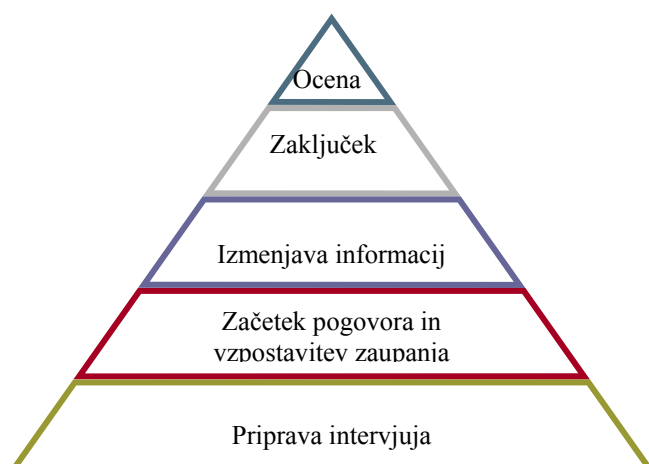 Ocena
Zaključek
Izmenjava informacij
Začetek pogovora in
vzpostavitev zaupanja
Priprava intervjuja